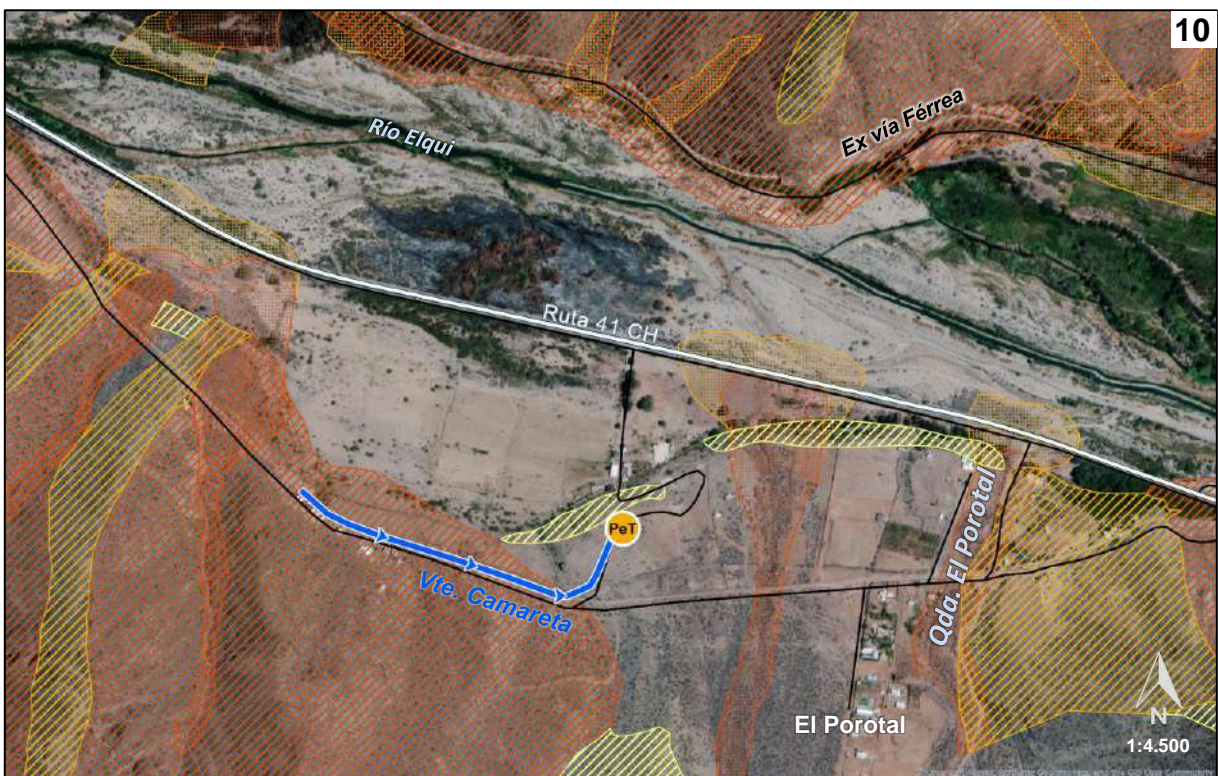 10
Río Elqui
Ex vía Férrea
Ruta 41 CH
PeT
Vte. Camareta
Qda. El Porotal
El Porotal
N
1:4.500